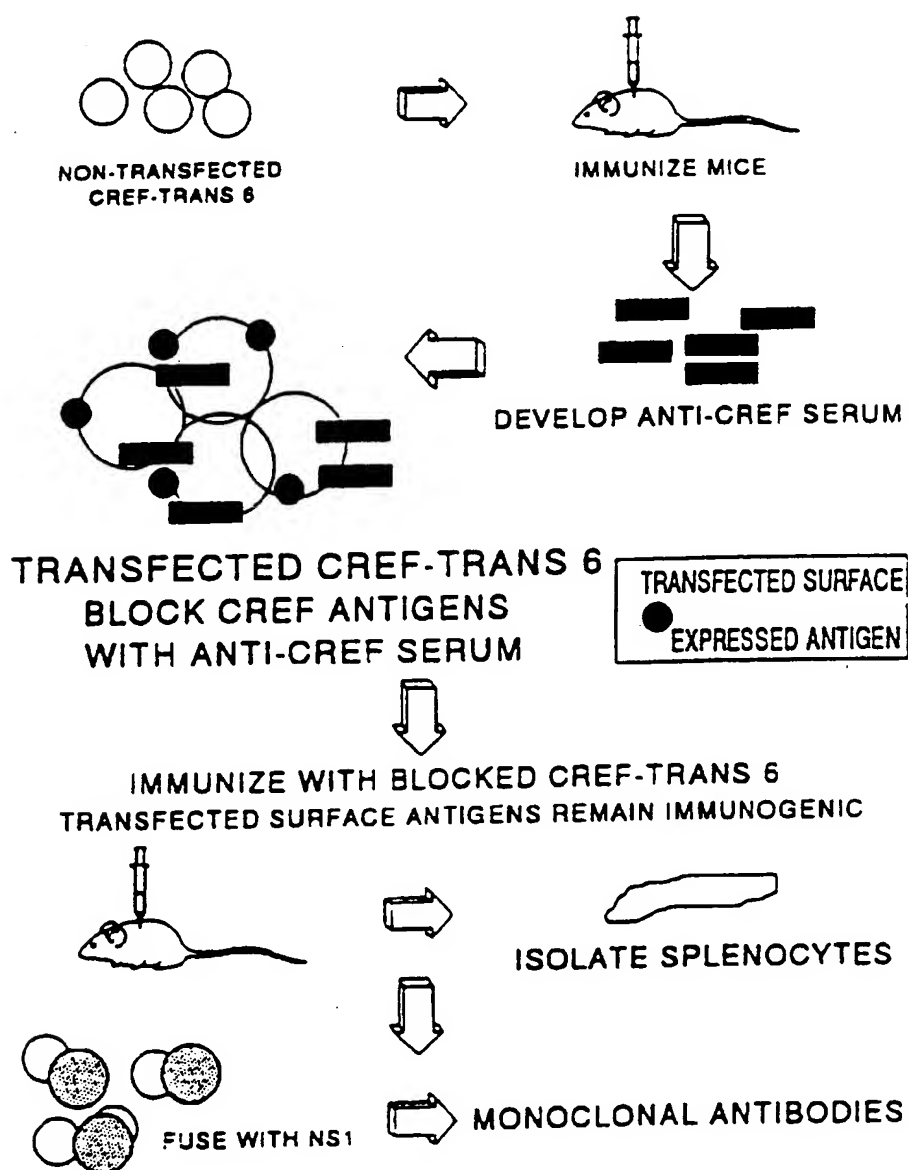 NON-TRANSFECTED
CREF-TRANS 6
IMMUNIZE MICE
DEVELOP ANTI-CREF SERUM
TRANSFECTED CREF-TRANS 6
BLOCK CREF ANTIGENS
WITH ANTI-CREF SERUM
TRANSFECTED SURFACE
EXPRESSED ANTIGEN
IMMUNIZE WITH BLOCKED CREF-TRANS 6
TRANSFECTED SURFACE ANTIGENS REMAIN IMMUNOGENIC
ISOLATE SPLENOCYTES
FUSE WITH NS1
MONOCLONAL ANTIBODIES